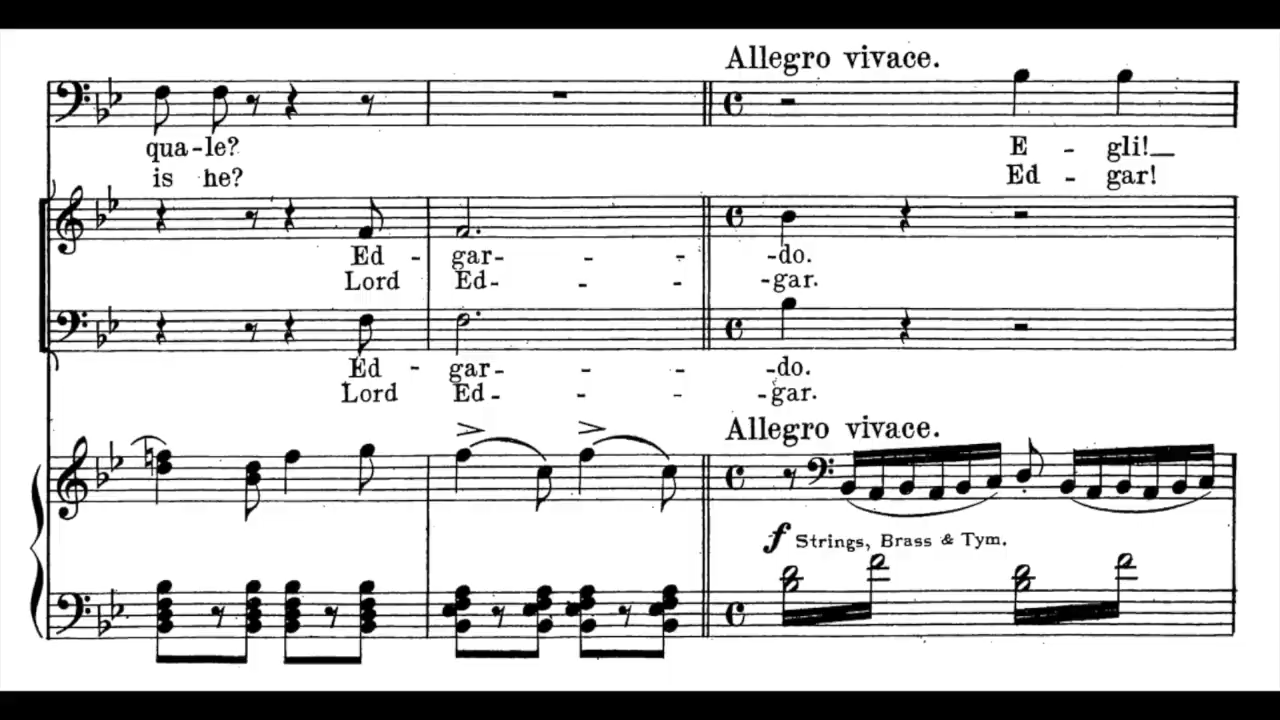 Allegro vivace.
qua-le? E - gli!
is he? Ed - gar!
Ed - gar- - - -do.
Lord Ed- - - -gar.
Ed - gar- - - -do.
Lord Ed- - - -gar.
Allegro vivace.
f Strings, Brass & Tym.